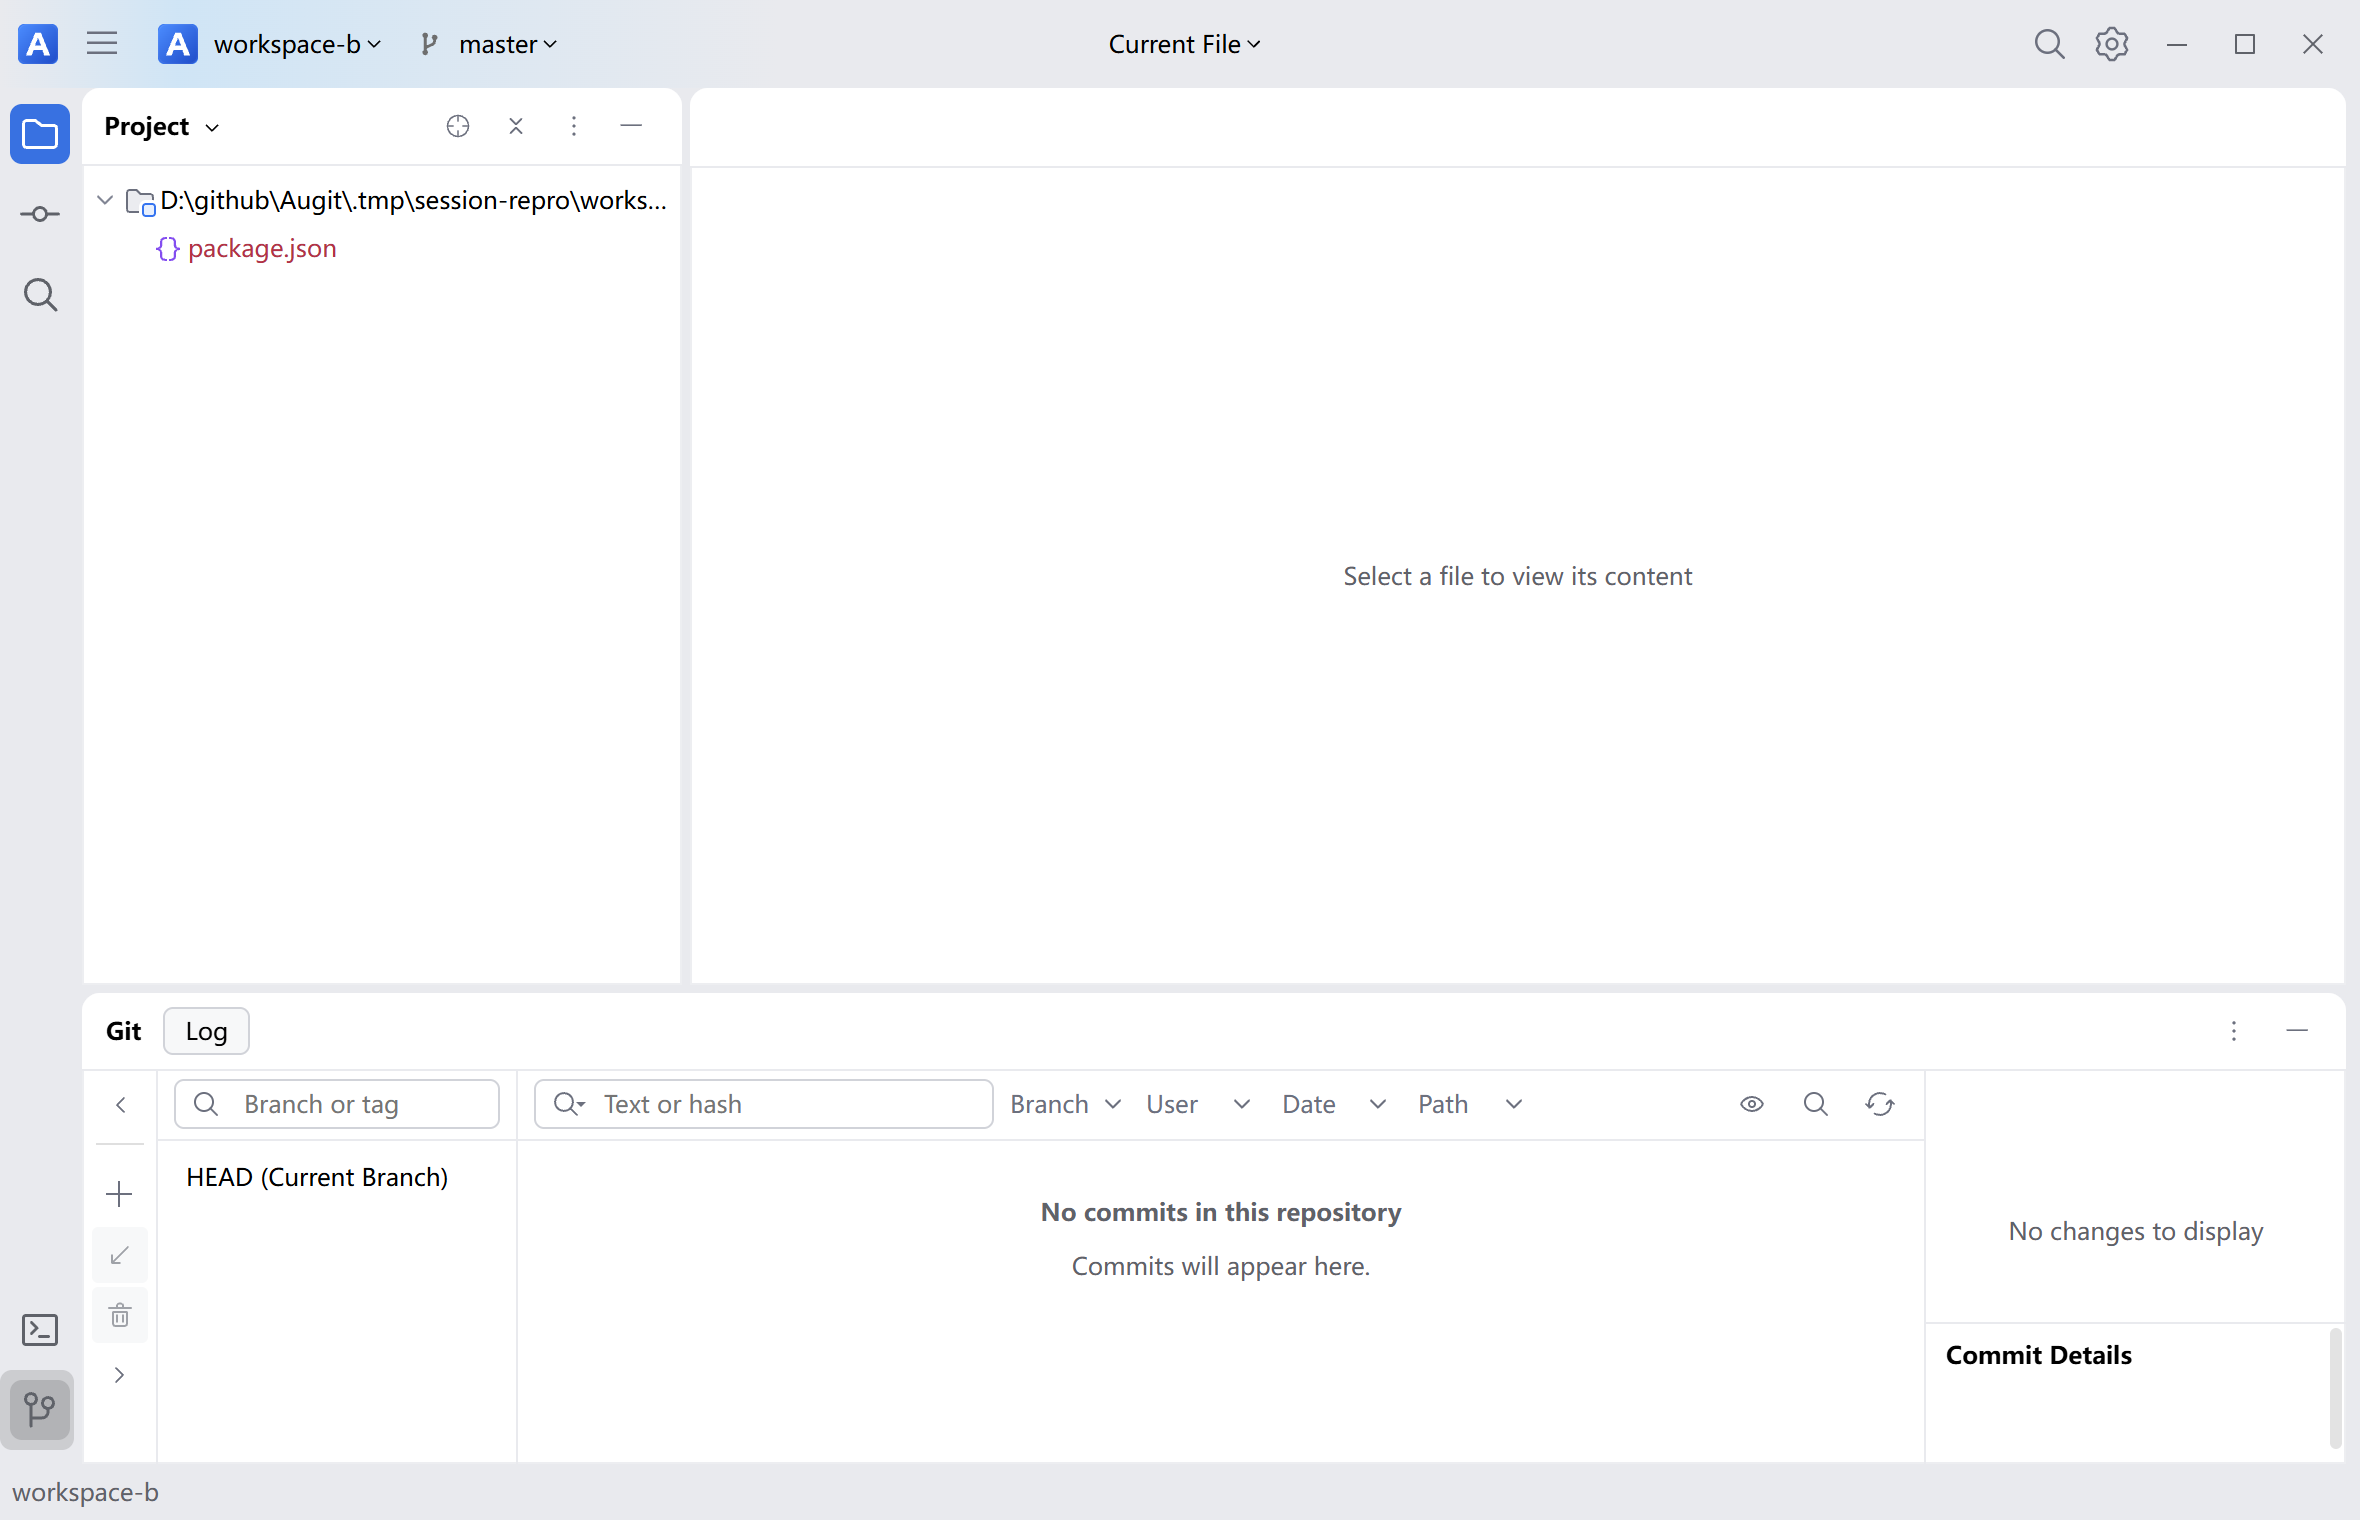 A
A workspace-b
master
Current File
Project
D:\github\Augit\.tmp\session-repro\works...
{} package.json
Select a file to view its content
Git
Log
Branch or tag
Text or hash
Branch
User
Date
Path
HEAD (Current Branch)
No commits in this repository
Commits will appear here.
No changes to display
Commit Details
workspace-b